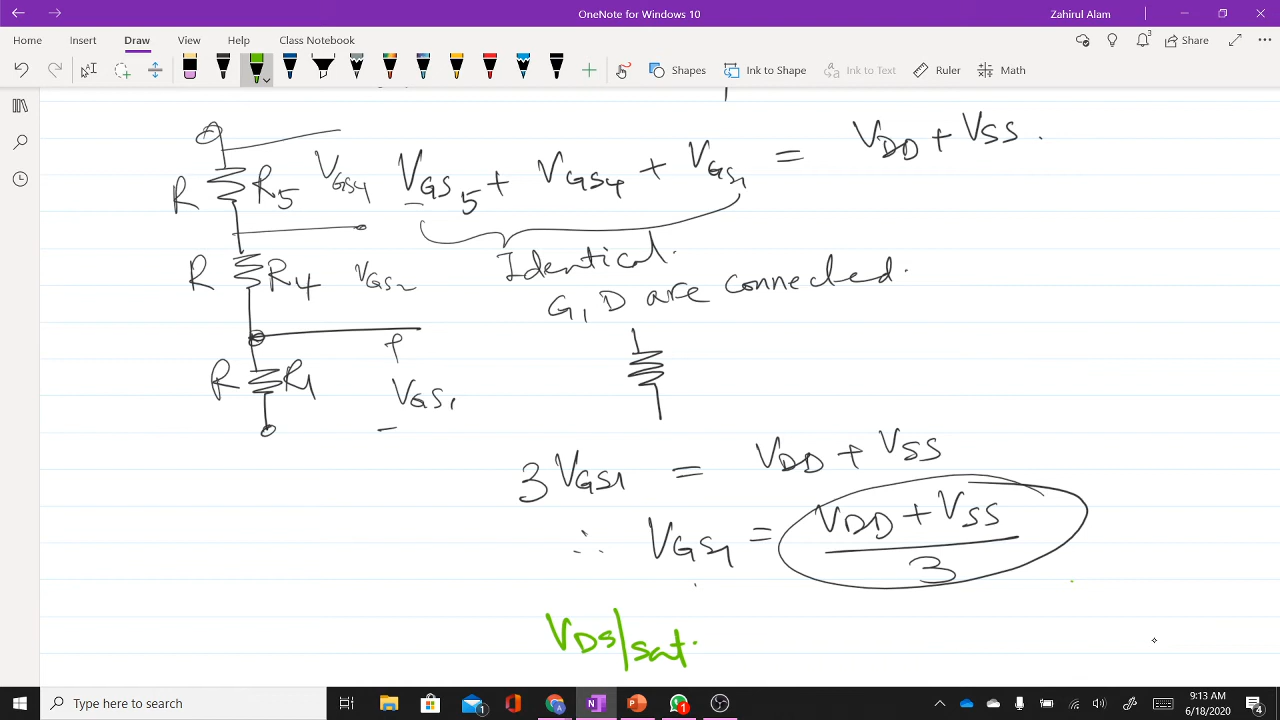 OneNote for Windows 10
Zahirul Alam
Home Insert Draw View Help Class Notebook
Share
Shapes
Ink to Shape
Ink to Text
Ruler
Math
R R5 VGS4
VGS5 + VGS4 + VGS1 = VDD + VSS .
Identical.
G, D are connected.
R R4 VGS2
R R1
VGS1
-
3 VGS1 = VDD + VSS
∴ VGS1 = (VDD + VSS)/3
VDS|sat.
Type here to search
1
1
9:13 AM
6/18/2020
4